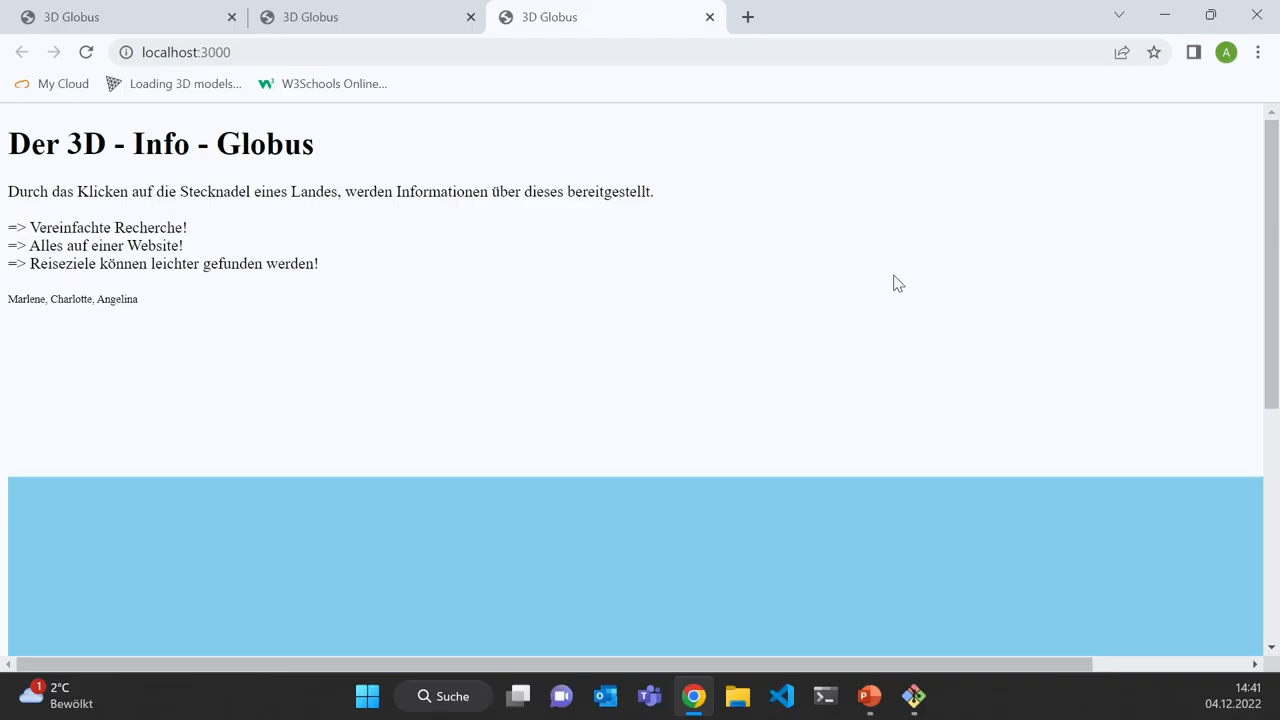 3D Globus
3D Globus
3D Globus
localhost:3000
A
My Cloud
Loading 3D models...
W3Schools Online...
Der 3D - Info - Globus
Durch das Klicken auf die Stecknadel eines Landes, werden Informationen über dieses bereitgestellt.
=> Vereinfachte Recherche!
=> Alles auf einer Website!
=> Reiseziele können leichter gefunden werden!
Marlene, Charlotte, Angelina
1
2°C
Bewölkt
Suche
14:41
04.12.2022